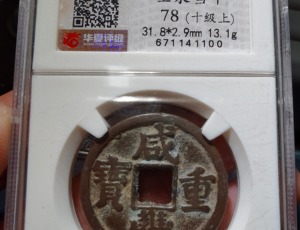 78 (十级上)
华夏评级
31.8*2.9mm 13.1g
671141100
咸
寶 重
豐